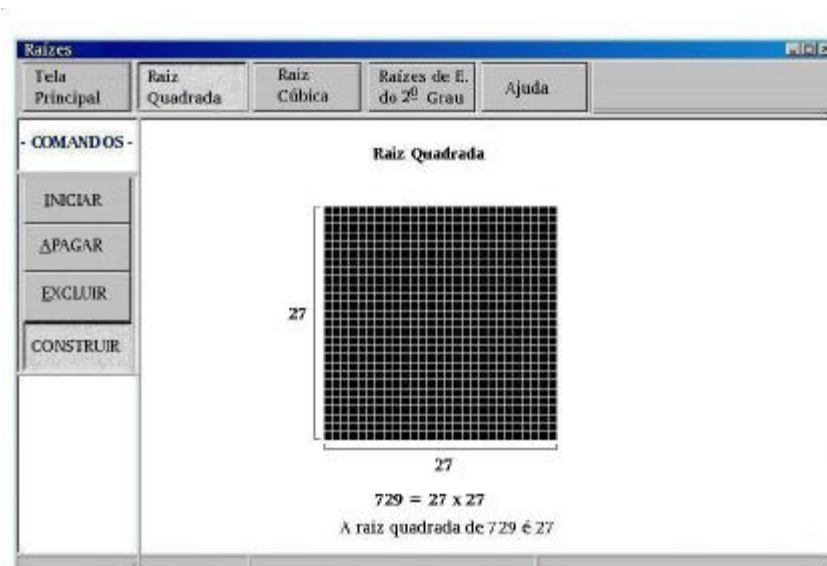 Raízes
Tela
Principal
Raiz
Quadrada
Raiz
Cúbica
Raízes de E.
do 2º Grau
Ajuda
- COMANDOS -
INICIAR
APAGAR
EXCLUIR
CONSTRUIR
Raiz Quadrada
27
27
729 = 27 x 27
A raiz quadrada de 729 é 27